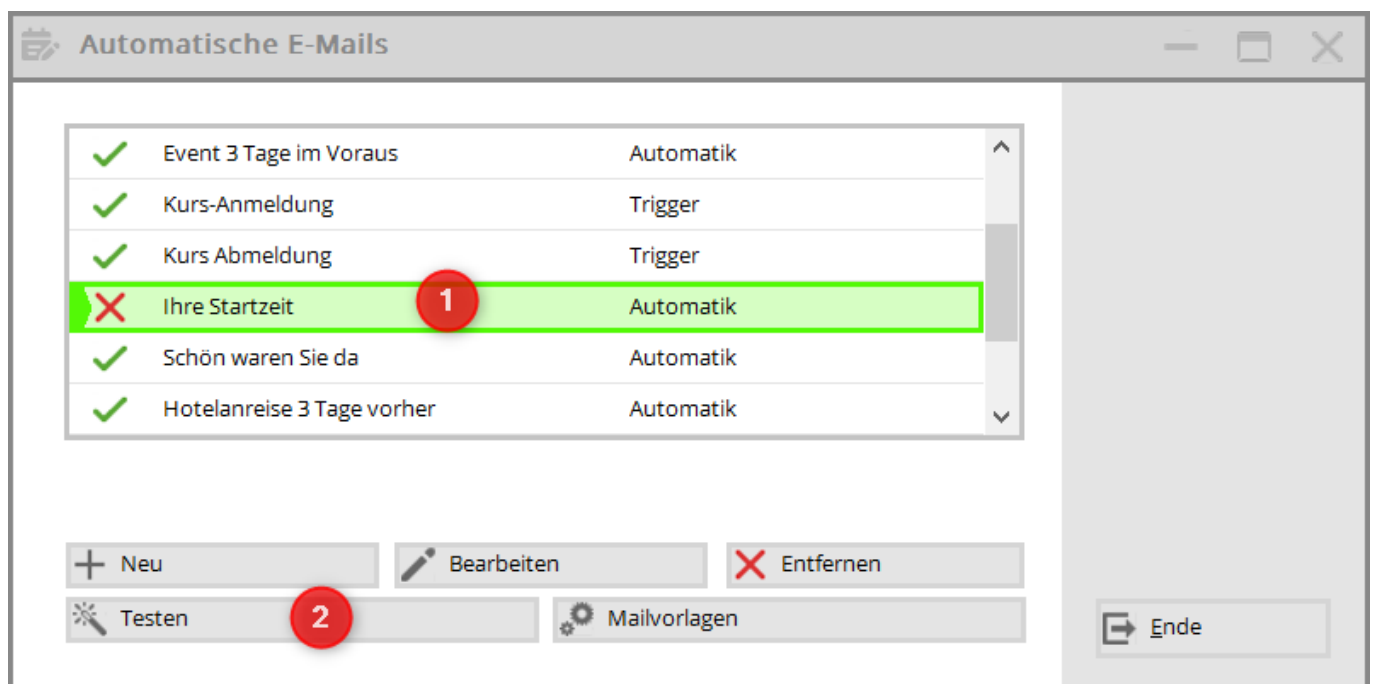 Automatische E-Mails
Event 3 Tage im Voraus Automatik
Kurs-Anmeldung Trigger
Kurs Abmeldung Trigger
Ihre Startzeit 1 Automatik
Schön waren Sie da Automatik
Hotelanreise 3 Tage vorher Automatik
Neu Bearbeiten Entfernen
Testen 2 Mailvorlagen
Ende